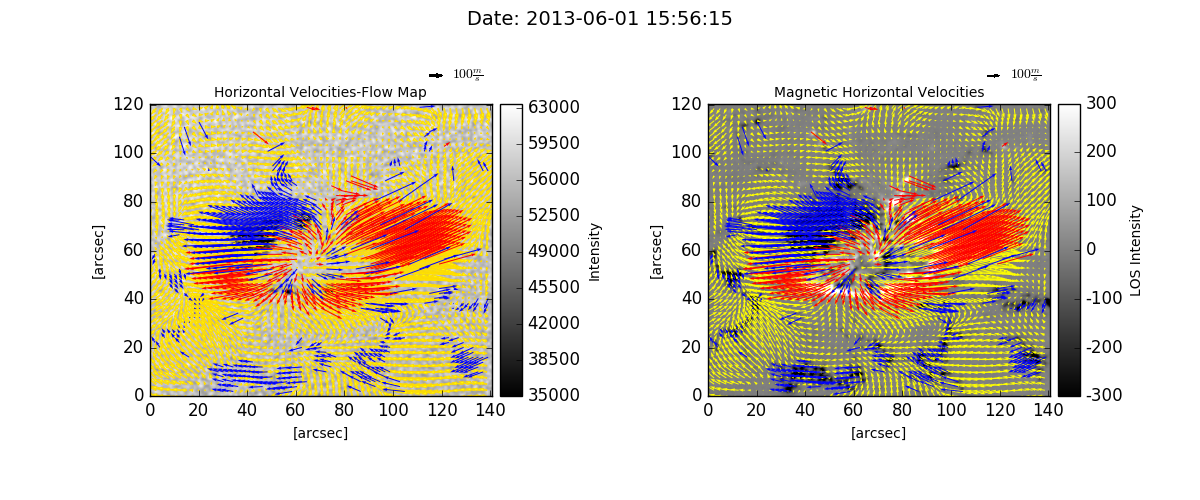 Date: 2013-06-01 15:56:15
100 m/s
100 m/s
Horizontal Velocities-Flow Map
Magnetic Horizontal Velocities
120
100
80
60
40
20
0
[arcsec]
0 20 40 60 80 100 120 140
[arcsec]
63000
59500
56000
52500
49000
45500
42000
38500
35000
Intensity
120
100
80
60
40
20
0
[arcsec]
0 20 40 60 80 100 120 140
[arcsec]
300
200
100
0
-100
-200
-300
LOS Intensity